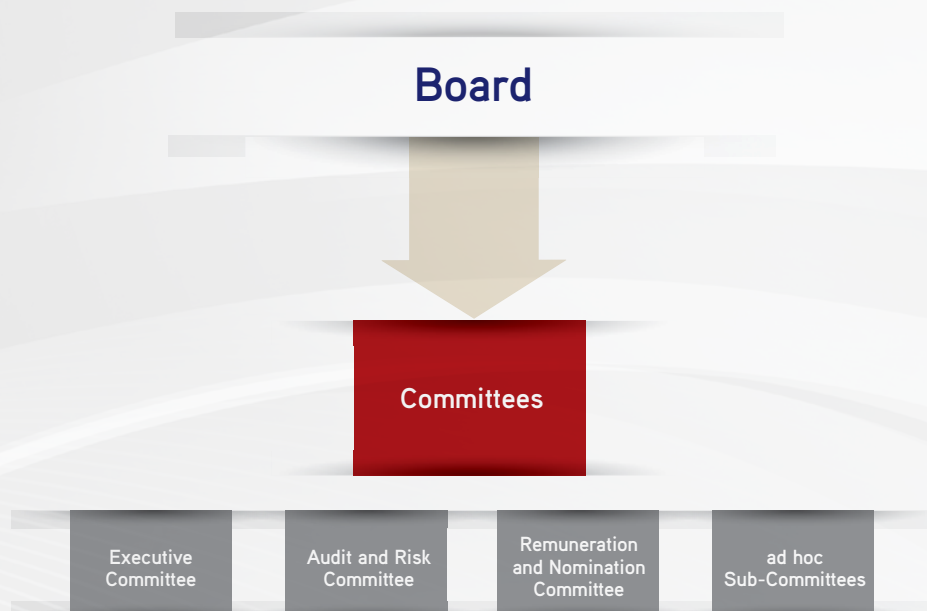 Board
Committees
Executive
Committee
Audit and Risk
Committee
Remuneration
and Nomination
Committee
ad hoc
Sub-Committees